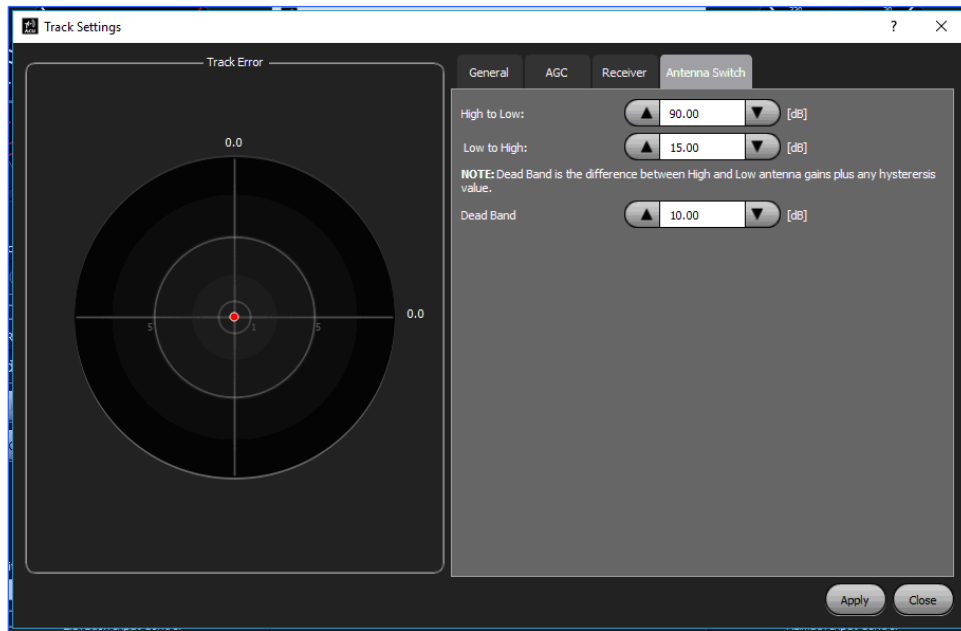 ACU
Track Settings
?
Track Error
General
AGC
Receiver
Antenna Switch
High to Low:
90.00
[dB]
Low to High:
15.00
[dB]
NOTE: Dead Band is the difference between High and Low antenna gains plus any hysterersis
value.
Dead Band
10.00
[dB]
0.0
0.0
5
1
5
Apply
Close